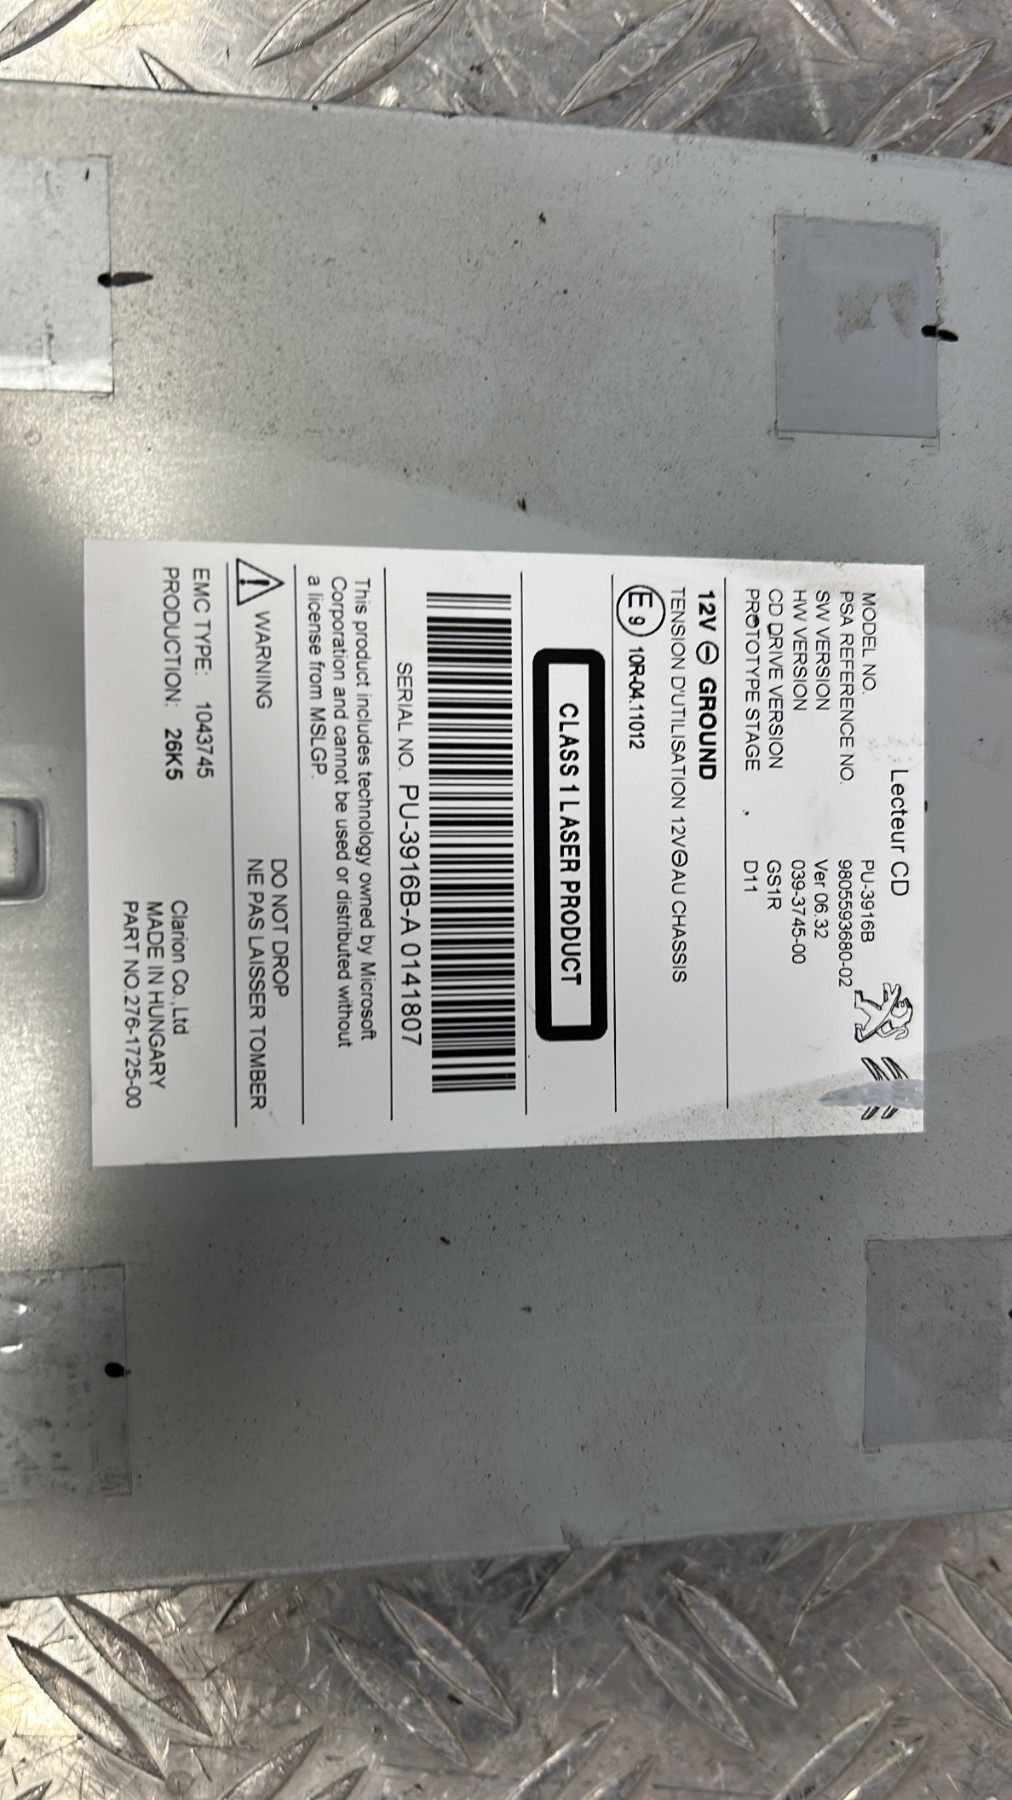 Lecteur CD
MODEL NO. PU-3916B
PSA REFERENCE NO. 9805593680-02
SW VERSION Ver 06.32
HW VERSION 039-3745-00
CD DRIVE VERSION GS1R
PROTOTYPE STAGE D11
12V ⊖ GROUND
TENSION D'UTILISATION 12V⊖AU CHASSIS
E9 10R-04.11012
CLASS 1 LASER PRODUCT
SERIAL NO. PU-3916B-A 0141807
This product includes technology owned by Microsoft
Corporation and cannot be used or distributed without
a license from MSLGP.
WARNING DO NOT DROP
NE PAS LAISSER TOMBER
EMC TYPE: 1043745
PRODUCTION: 26K5
Clarion Co.,Ltd
MADE IN HUNGARY
PART NO.276-1725-00